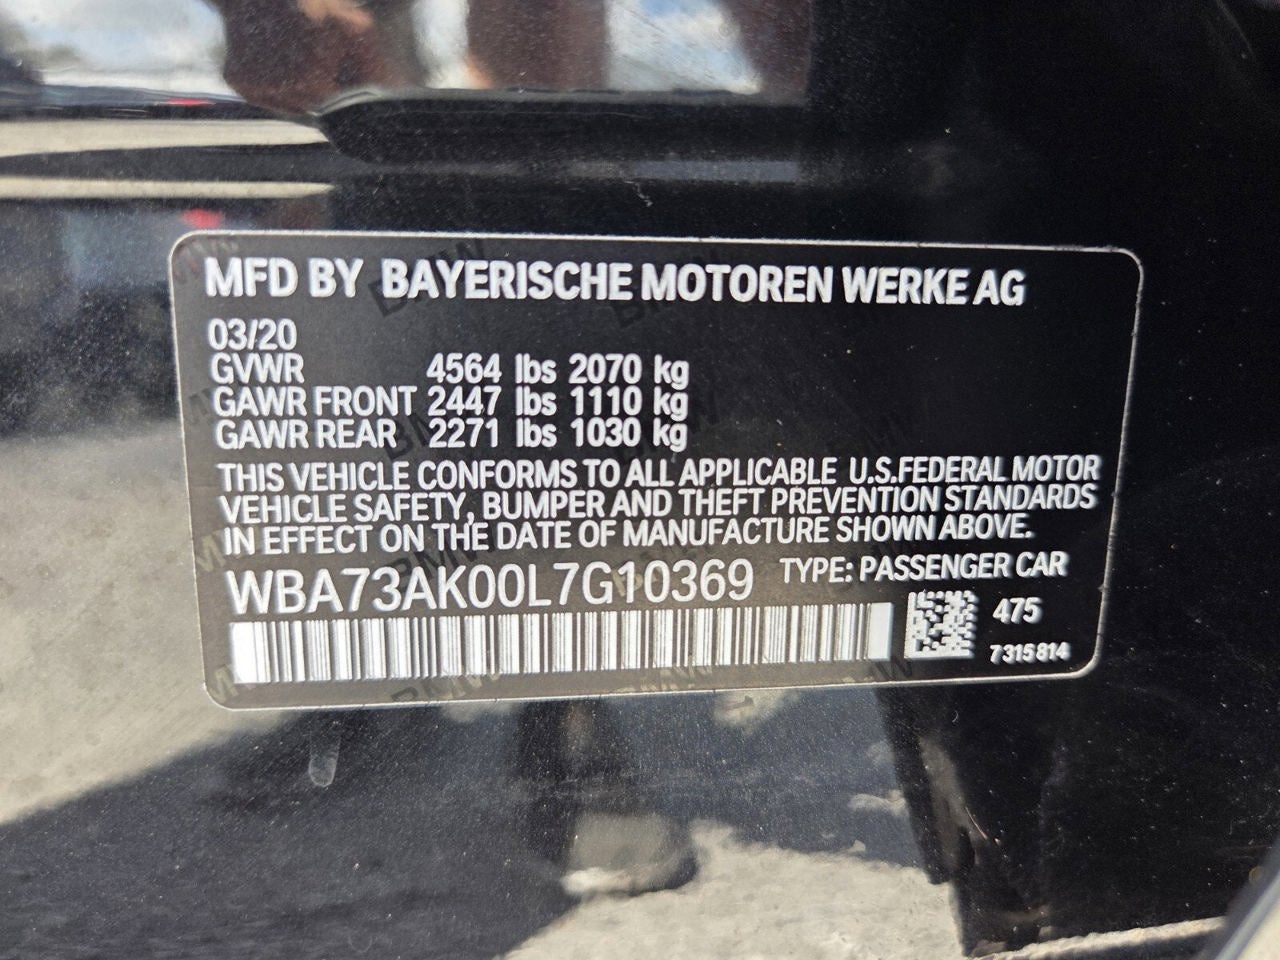 MFD BY BAYERISCHE MOTOREN WERKE AG
03/20
GVWR 4564 lbs 2070 kg
GAWR FRONT 2447 lbs 1110 kg
GAWR REAR 2271 lbs 1030 kg
THIS VEHICLE CONFORMS TO ALL APPLICABLE U.S.FEDERAL MOTOR
VEHICLE SAFETY, BUMPER AND THEFT PREVENTION STANDARDS
IN EFFECT ON THE DATE OF MANUFACTURE SHOWN ABOVE.
WBA73AK00L7G10369 TYPE: PASSENGER CAR
475
7315814